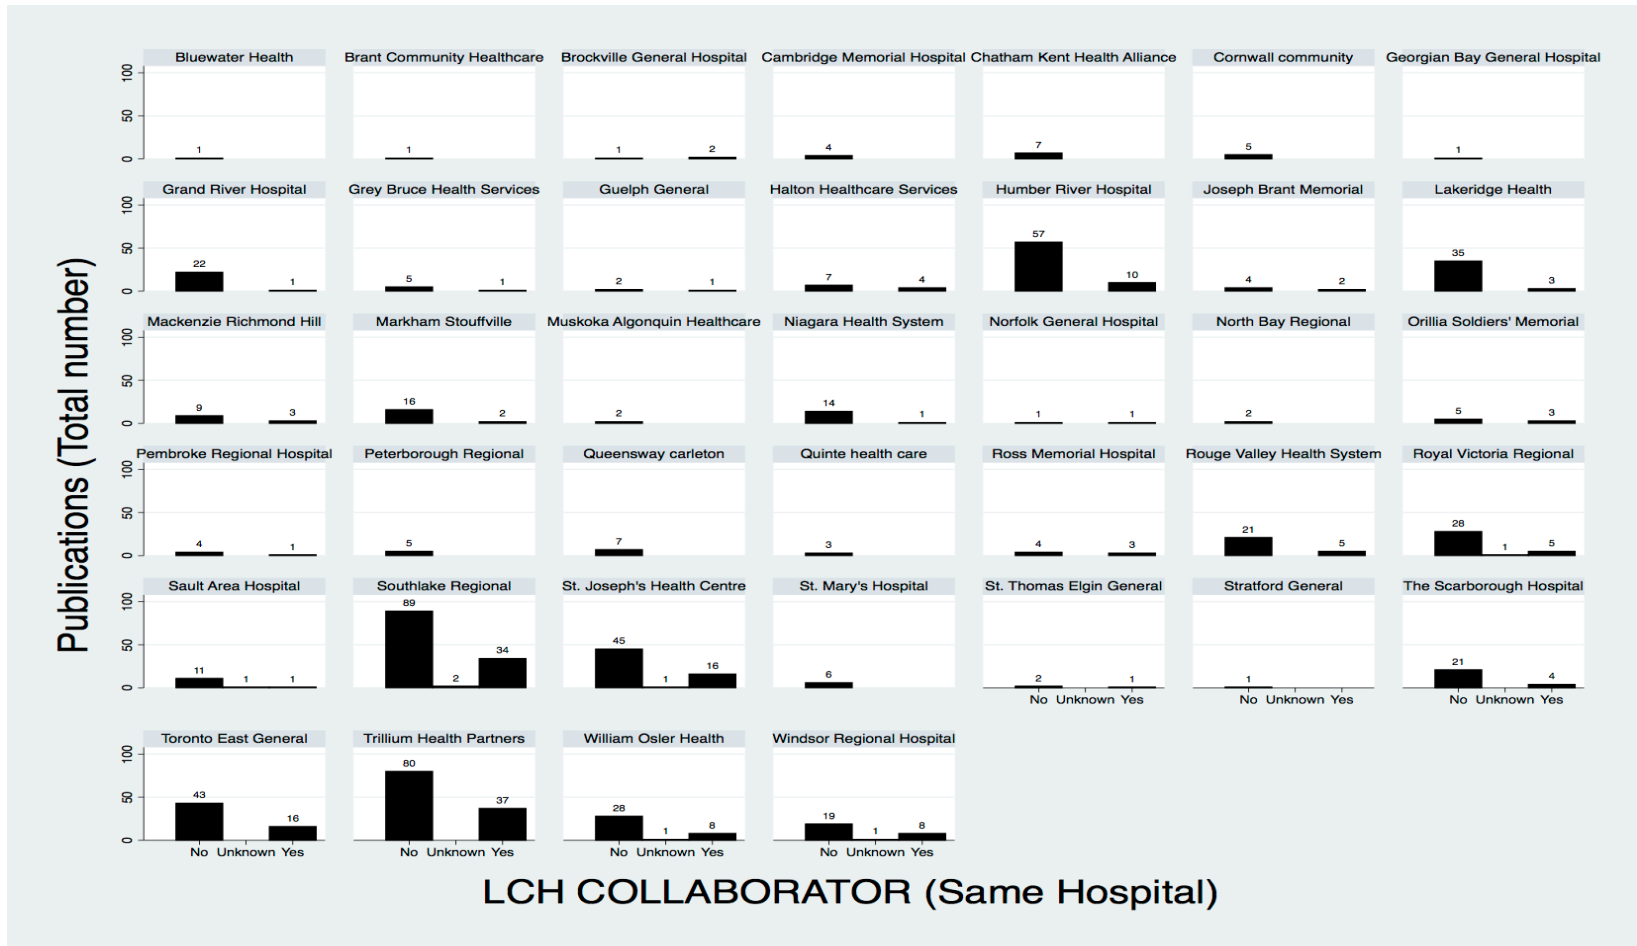 Bluewater Health Brant Community Healthcare Brockville General Hospital Cambridge Memorial Hospital Chatham Kent Health Alliance Cornwall community Georgian Bay General Hospital
100
50
0
1 1 1 2 4 7 5 1
Grand River Hospital Grey Bruce Health Services Guelph General Halton Healthcare Services Humber River Hospital Joseph Brant Memorial Lakeridge Health
100
50
0
22 1 5 1 2 1 7 4 57 10 4 2 35 3
Mackenzie Richmond Hill Markham Stouffville Muskoka Algonquin Healthcare Niagara Health System Norfolk General Hospital North Bay Regional Orillia Soldiers' Memorial
100
50
0
9 3 16 2 2 14 1 1 1 2 5 3
Pembroke Regional Hospital Peterborough Regional Queensway carleton Quinte health care Ross Memorial Hospital Rouge Valley Health System Royal Victoria Regional
100
50
0
4 1 5 7 3 4 3 21 5 28 1 5
Sault Area Hospital Southlake Regional St. Joseph's Health Centre St. Mary's Hospital St. Thomas Elgin General Stratford General The Scarborough Hospital
100
50
0
11 1 1 89 2 34 45 1 16 6 2 1 1 21 4
No Unknown Yes No Unknown Yes No Unknown Yes
Toronto East General Trillium Health Partners William Osler Health Windsor Regional Hospital
100
50
0
43 16 80 37 28 1 8 19 1 8
No Unknown Yes No Unknown Yes No Unknown Yes No Unknown Yes
Publications (Total number)
LCH COLLABORATOR (Same Hospital)